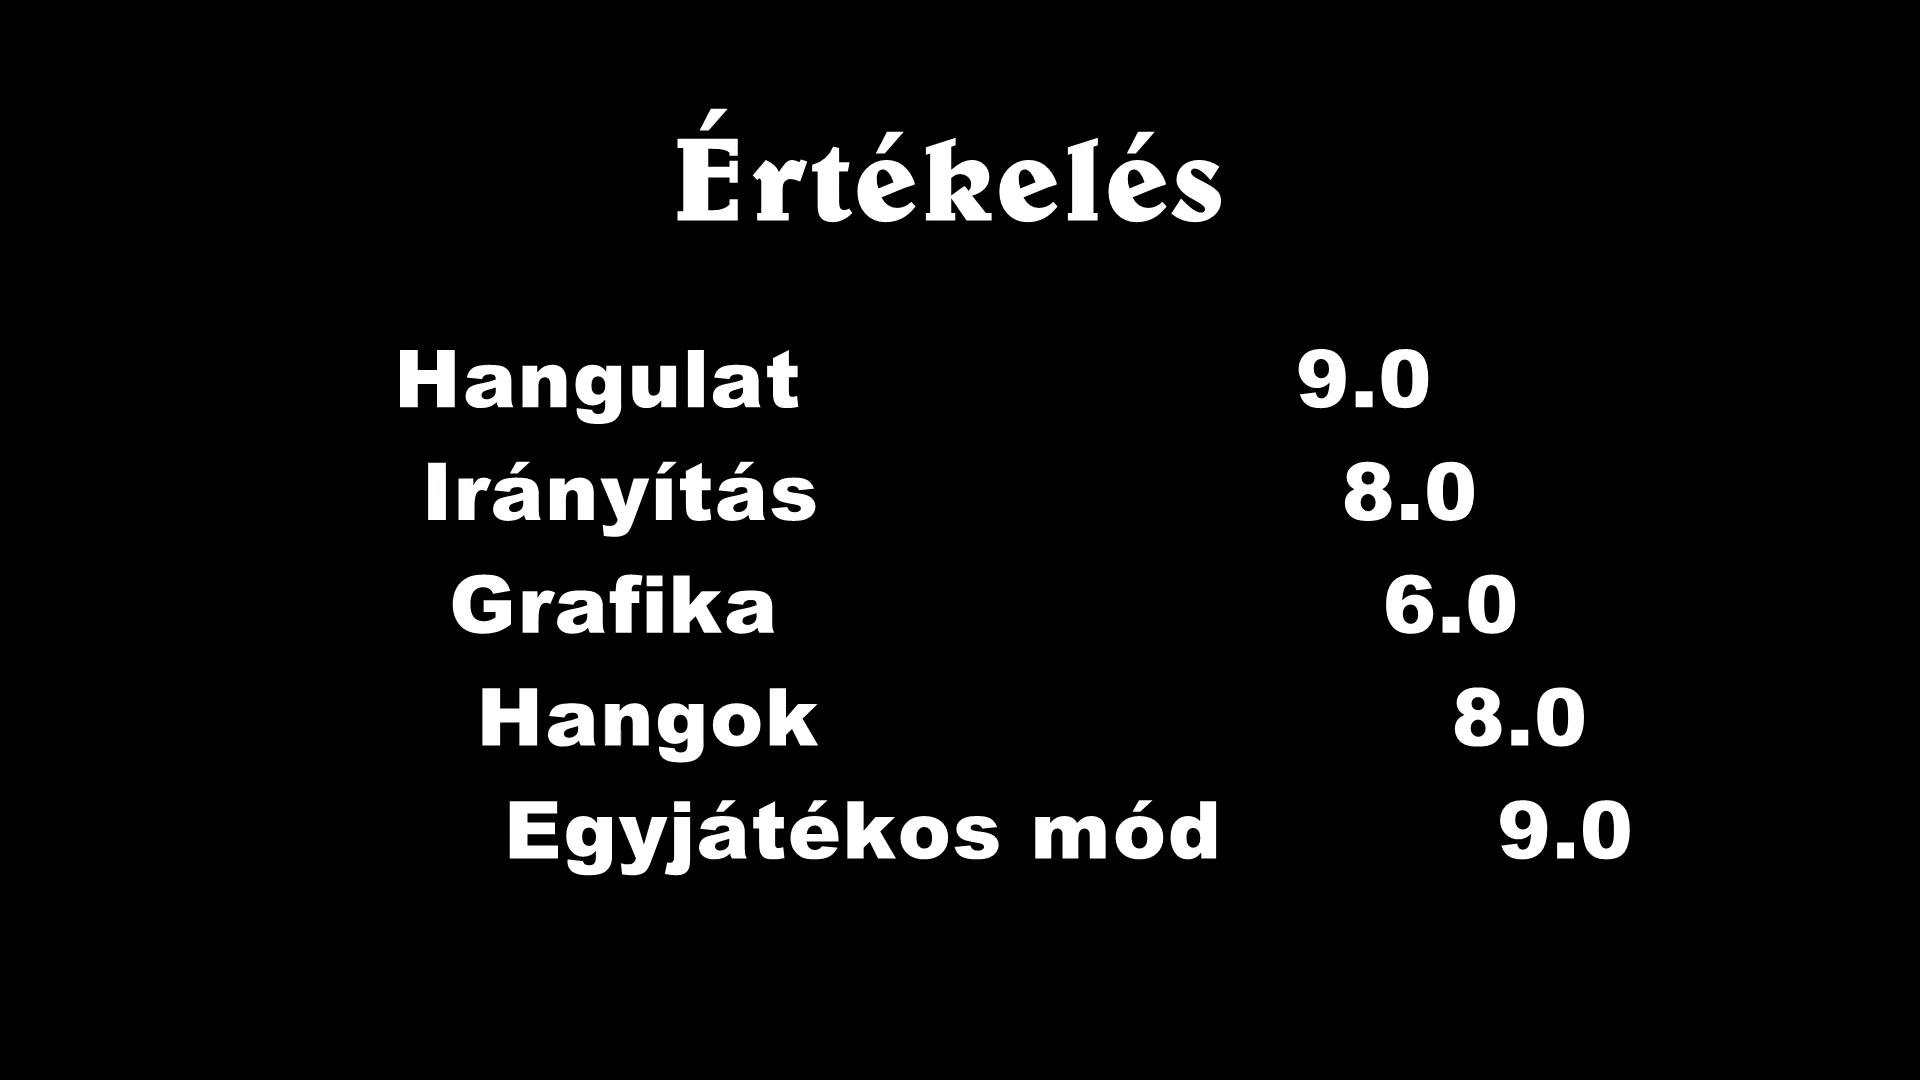 Értékelés
Hangulat 9.0
Irányítás 8.0
Grafika 6.0
Hangok 8.0
Egyjátékos mód 9.0